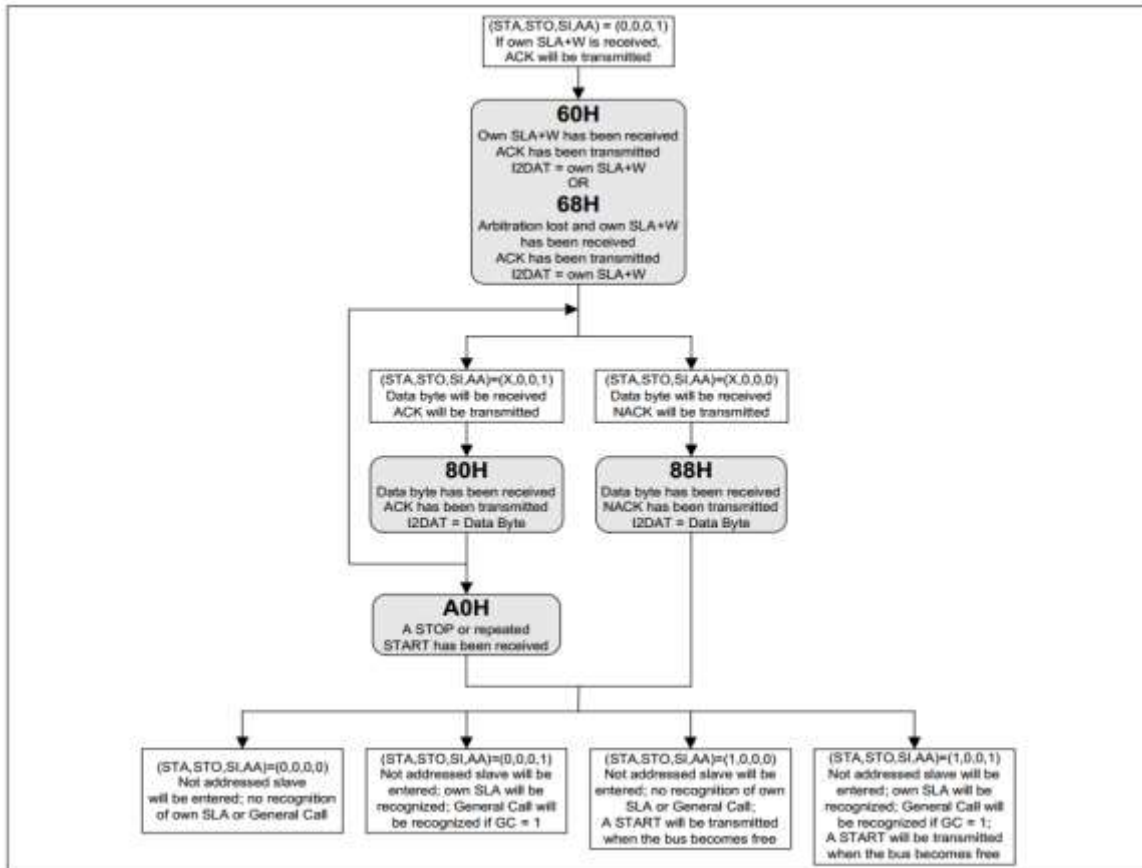 (STA,STO,SI,AA) = (0,0,0,1)
If own SLA+W is received,
ACK will be transmitted
60H
Own SLA+W has been received
ACK has been transmitted
I2DAT = own SLA+W
OR
68H
Arbitration lost and own SLA+W
has been received
ACK has been transmitted
I2DAT = own SLA+W
(STA,STO,SI,AA)=(X,0,0,1)
Data byte will be received
ACK will be transmitted
(STA,STO,SI,AA)=(X,0,0,0)
Data byte will be received
NACK will be transmitted
80H
Data byte has been received
ACK has been transmitted
I2DAT = Data Byte
88H
Data byte has been received
NACK has been transmitted
I2DAT = Data Byte
A0H
A STOP or repeated
START has been received
(STA,STO,SI,AA)=(0,0,0,0)
Not addressed slave
will be entered; no recognition
of own SLA or General Call
(STA,STO,SI,AA)=(0,0,0,1)
Not addressed slave will be
entered; own SLA will be
recognized; General Call will
be recognized if GC = 1
(STA,STO,SI,AA)=(1,0,0,0)
Not addressed slave will be
entered; no recognition of own
SLA or General Call;
A START will be transmitted
when the bus becomes free
(STA,STO,SI,AA)=(1,0,0,1)
Not addressed slave will be
entered; own SLA will be
recognized; General Call will
be recognized if GC = 1;
A START will be transmitted
when the bus becomes free